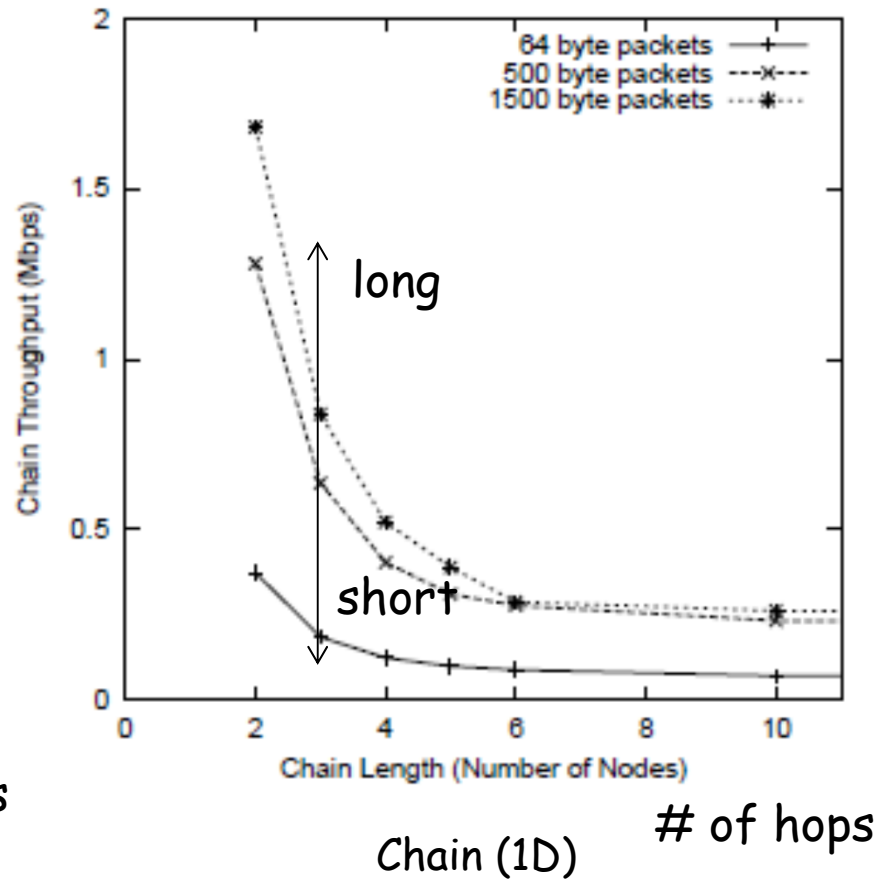 2
64 byte packets
500 byte packets
1500 byte packets
1.5
long
Chain Throughput (Mbps)
1
0.5
short
0
0 2 4 6 8 10
Chain Length (Number of Nodes)
s
# of hops
Chain (1D)